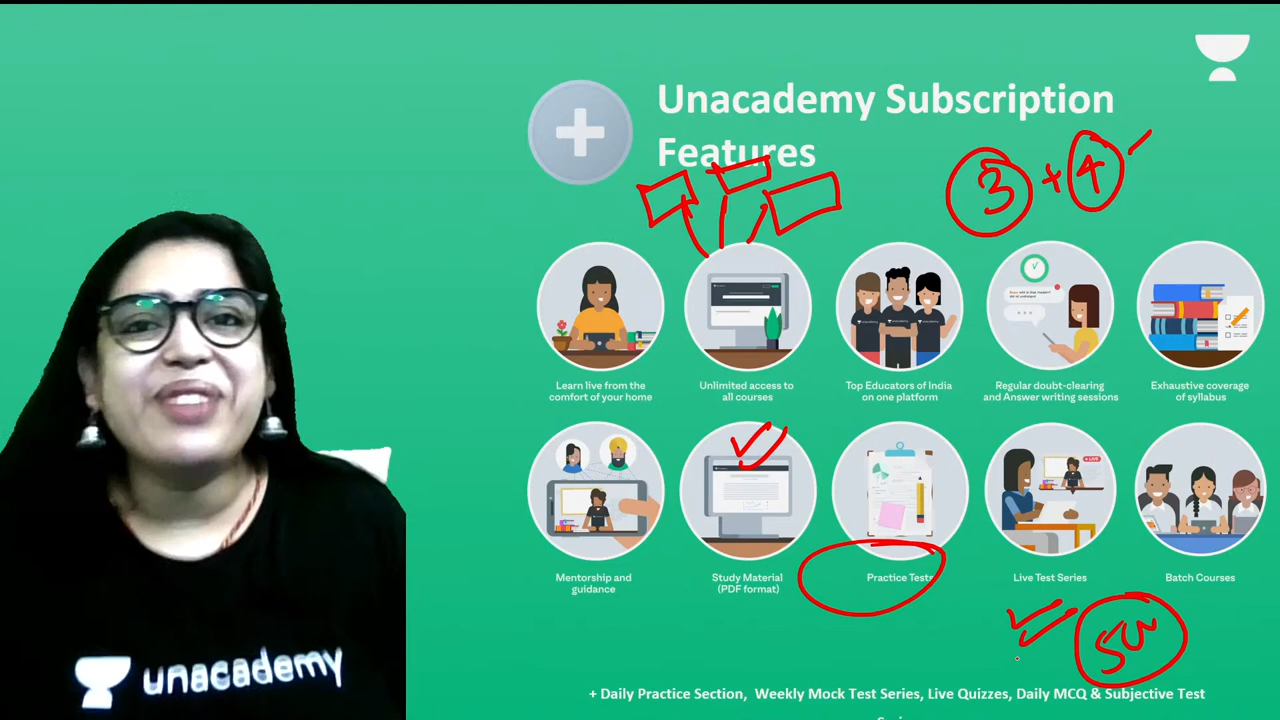 Unacademy Subscription
Features
3 + 4
Learn live from the
comfort of your home
Unlimited access to
all courses
Top Educators of India
on one platform
Regular doubt-clearing
and Answer writing sessions
Exhaustive coverage
of syllabus
LIVE
Mentorship and
guidance
Study Material
(PDF format)
Practice Tests
Live Test Series
Batch Courses
unacademy
+ Daily Practice Section, Weekly Mock Test Series, Live Quizzes, Daily MCQ & Subjective Test